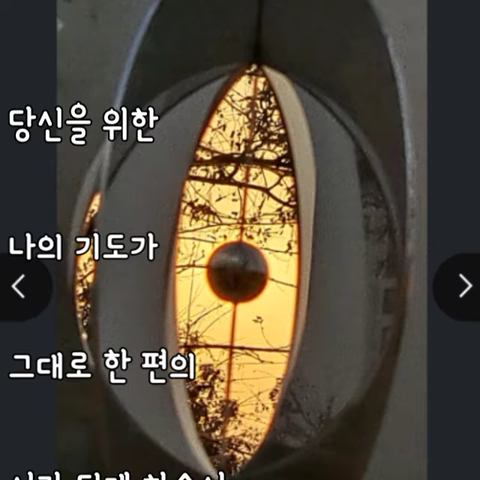 당신을 위한
나의 기도가
그대로 한 편의